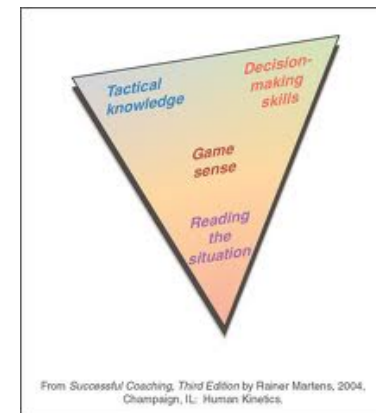 Tactical
knowledge
Decision-
making
skills
Game
sense
Reading
the
situation
From Successful Coaching, Third Edition by Rainer Martens, 2004,
Champaign, IL: Human Kinetics.